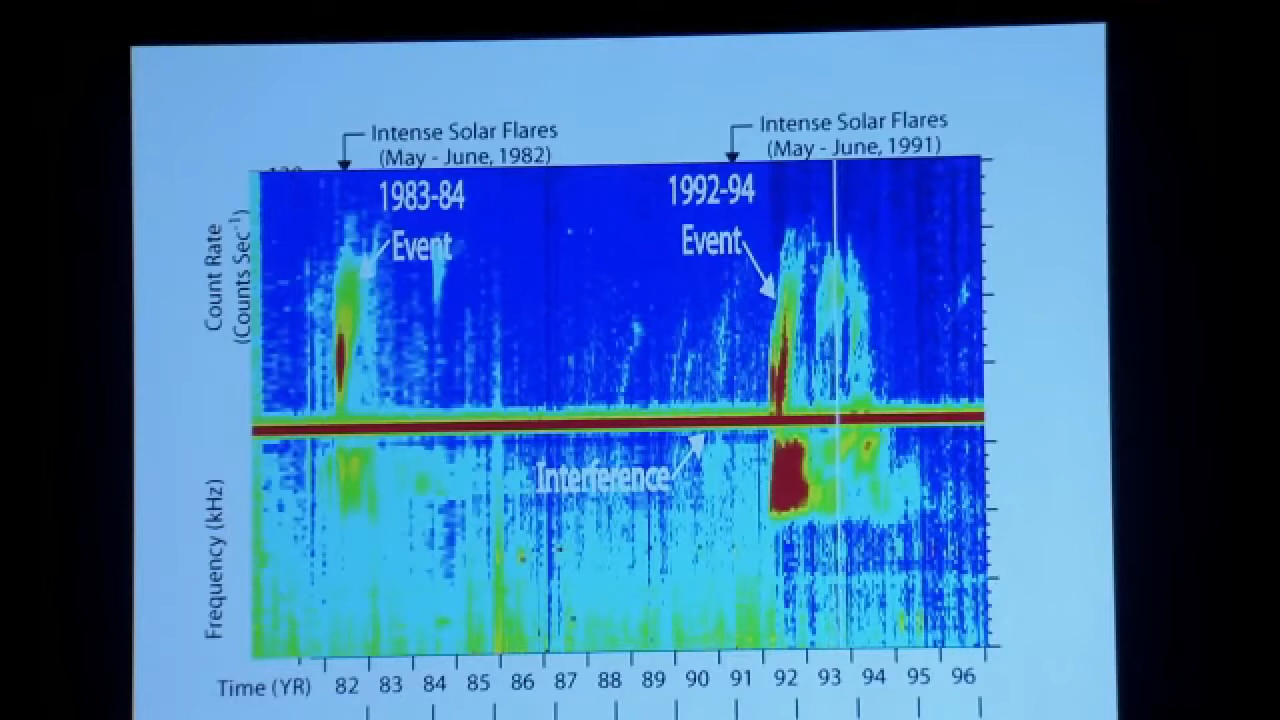 Intense Solar Flares
(May - June, 1982)
Intense Solar Flares
(May - June, 1991)
1983-84
Event
1992-94
Event
Count Rate
(Counts Sec-1)
Interference
Frequency (kHz)
Time (YR) 82 83 84 85 86 87 88 89 90 91 92 93 94 95 96